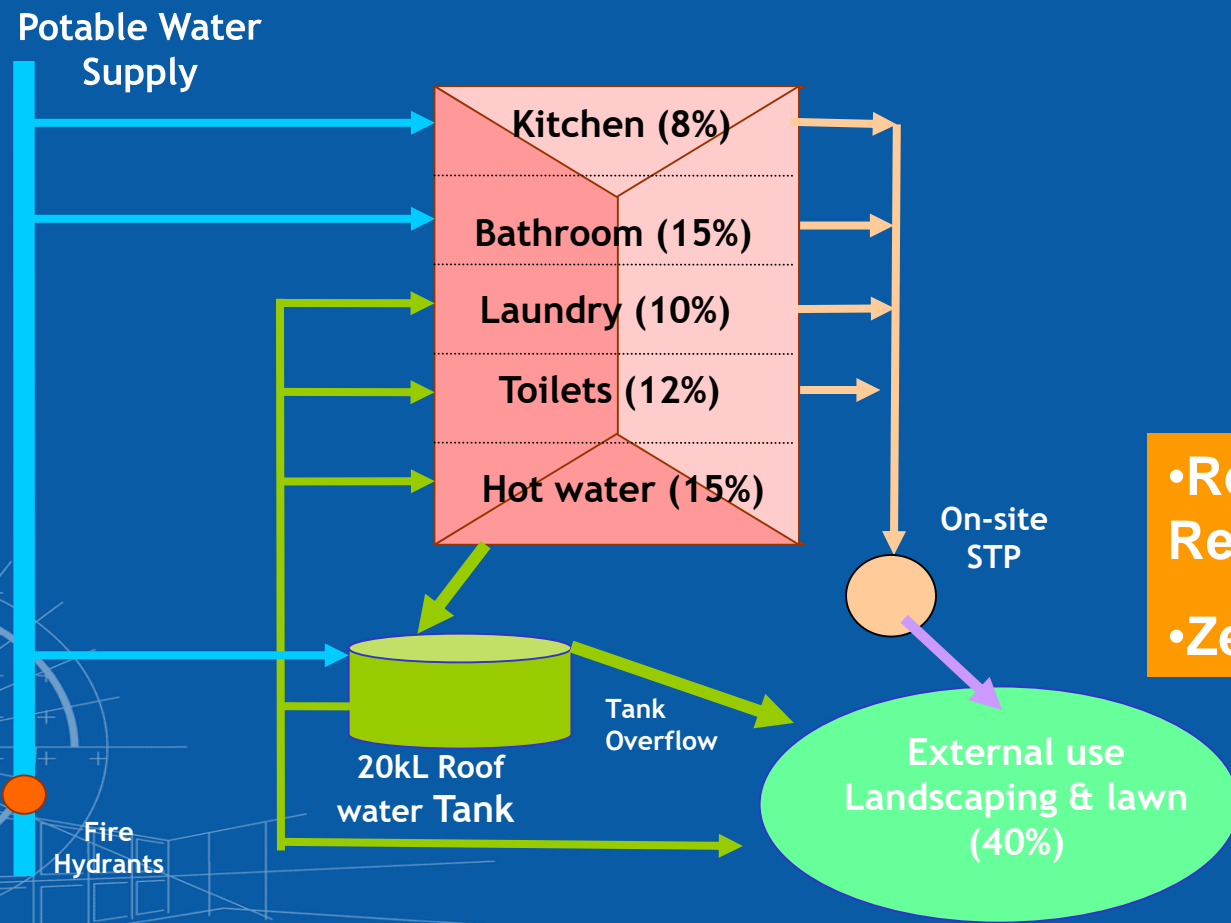 Potable Water
Supply
Kitchen (8%)
Bathroom (15%)
Laundry (10%)
Toilets (12%)
Hot water (15%)
On-site
STP
Tank
Overflow
20kL Roof
water Tank
External use
Landscaping & lawn
(40%)
Fire
Hydrants